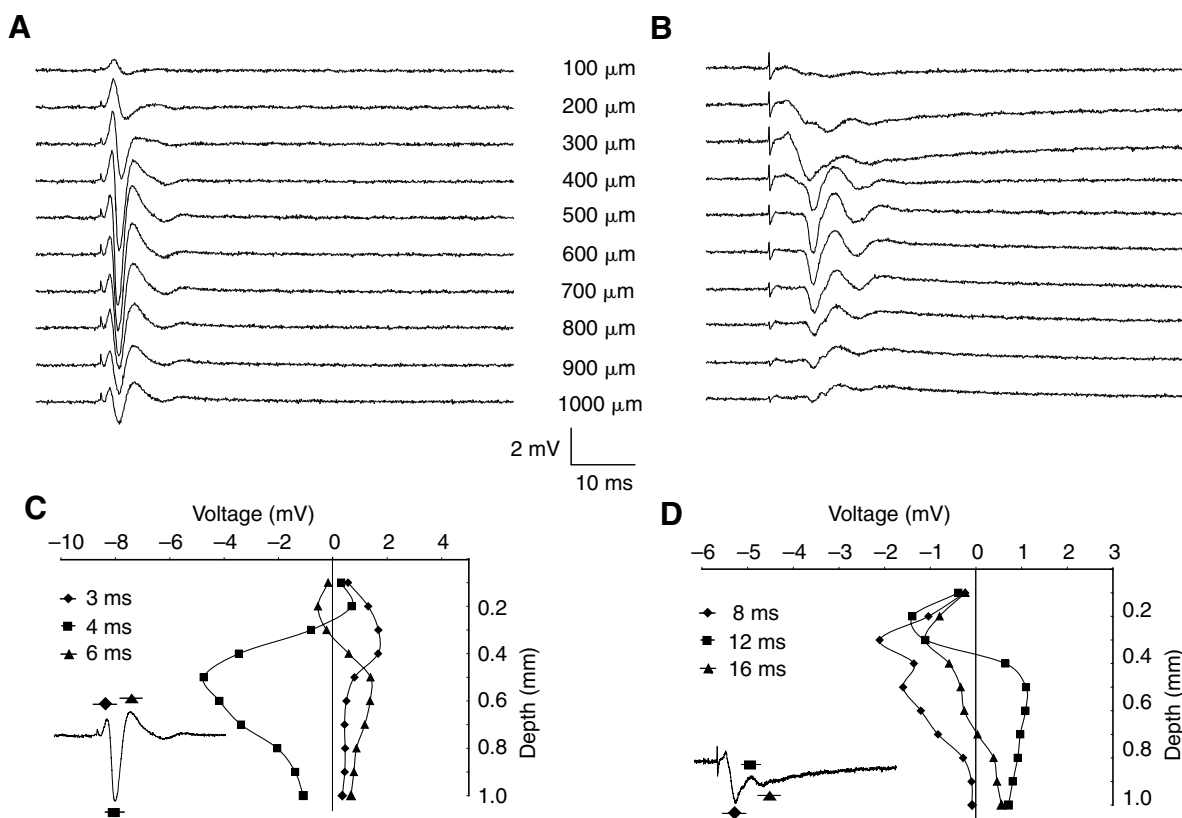 A
B
100 μm
200 μm
300 μm
400 μm
500 μm
600 μm
700 μm
800 μm
900 μm
1000 μm
2 mV
10 ms
C
Voltage (mV)
−10 −8 −6 −4 −2 0 2 4
3 ms
4 ms
6 ms
0.2
0.4
0.6
0.8
1.0
Depth (mm)
D
Voltage (mV)
−6 −5 −4 −3 −2 −1 0 1 2 3
8 ms
12 ms
16 ms
0.2
0.4
0.6
0.8
1.0
Depth (mm)